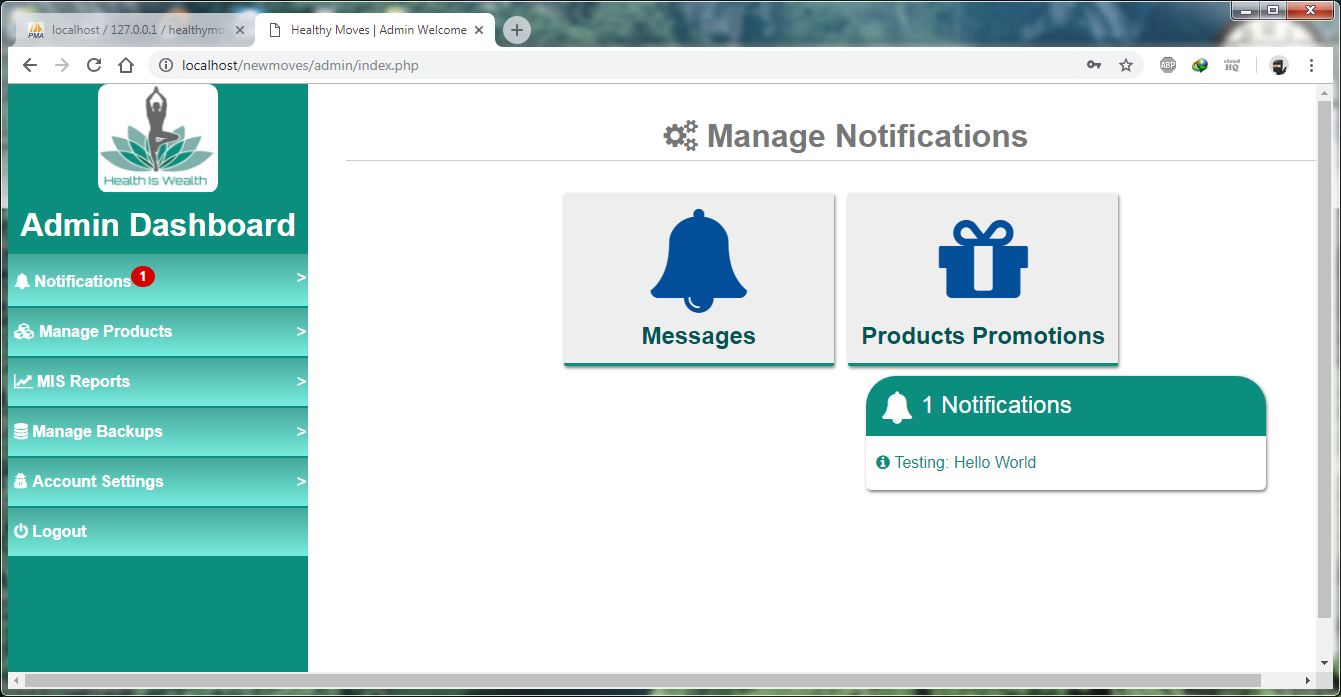 localhost / 127.0.0.1 / healthymo
Healthy Moves | Admin Welcome
localhost/newmoves/admin/index.php
ABP
cloud
HQ
PMA
Health Is Wealth
Admin Dashboard
Notifications 1 >
Manage Products >
MIS Reports >
Manage Backups >
Account Settings >
Logout
Manage Notifications
Messages
Products Promotions
1 Notifications
Testing: Hello World